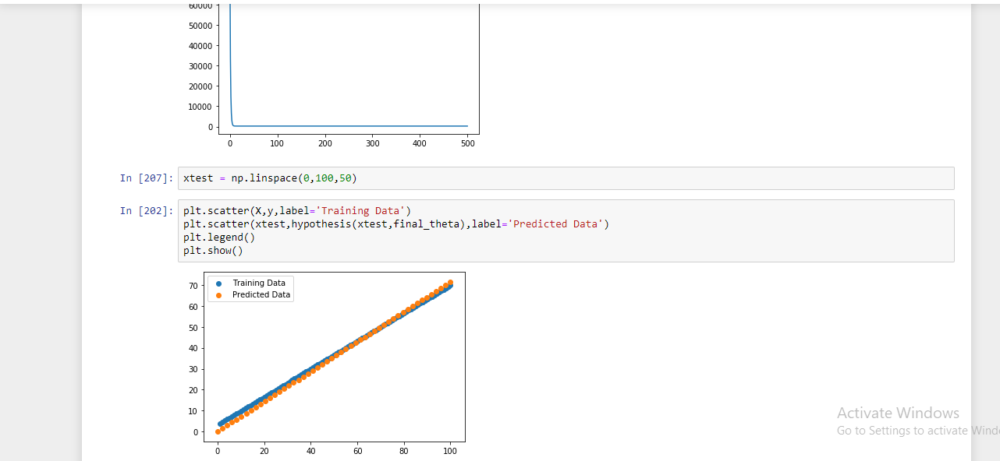 60000
50000
40000
30000
20000
10000
0
0 100 200 300 400 500
In [207]: xtest = np.linspace(0,100,50)
In [202]: plt.scatter(X,y,label='Training Data')
plt.scatter(xtest,hypothesis(xtest,final_theta),label='Predicted Data')
plt.legend()
plt.show()
Training Data
Predicted Data
70
60
50
40
30
20
10
0
0 20 40 60 80 100
Activate Windows
Go to Settings to activate Wind